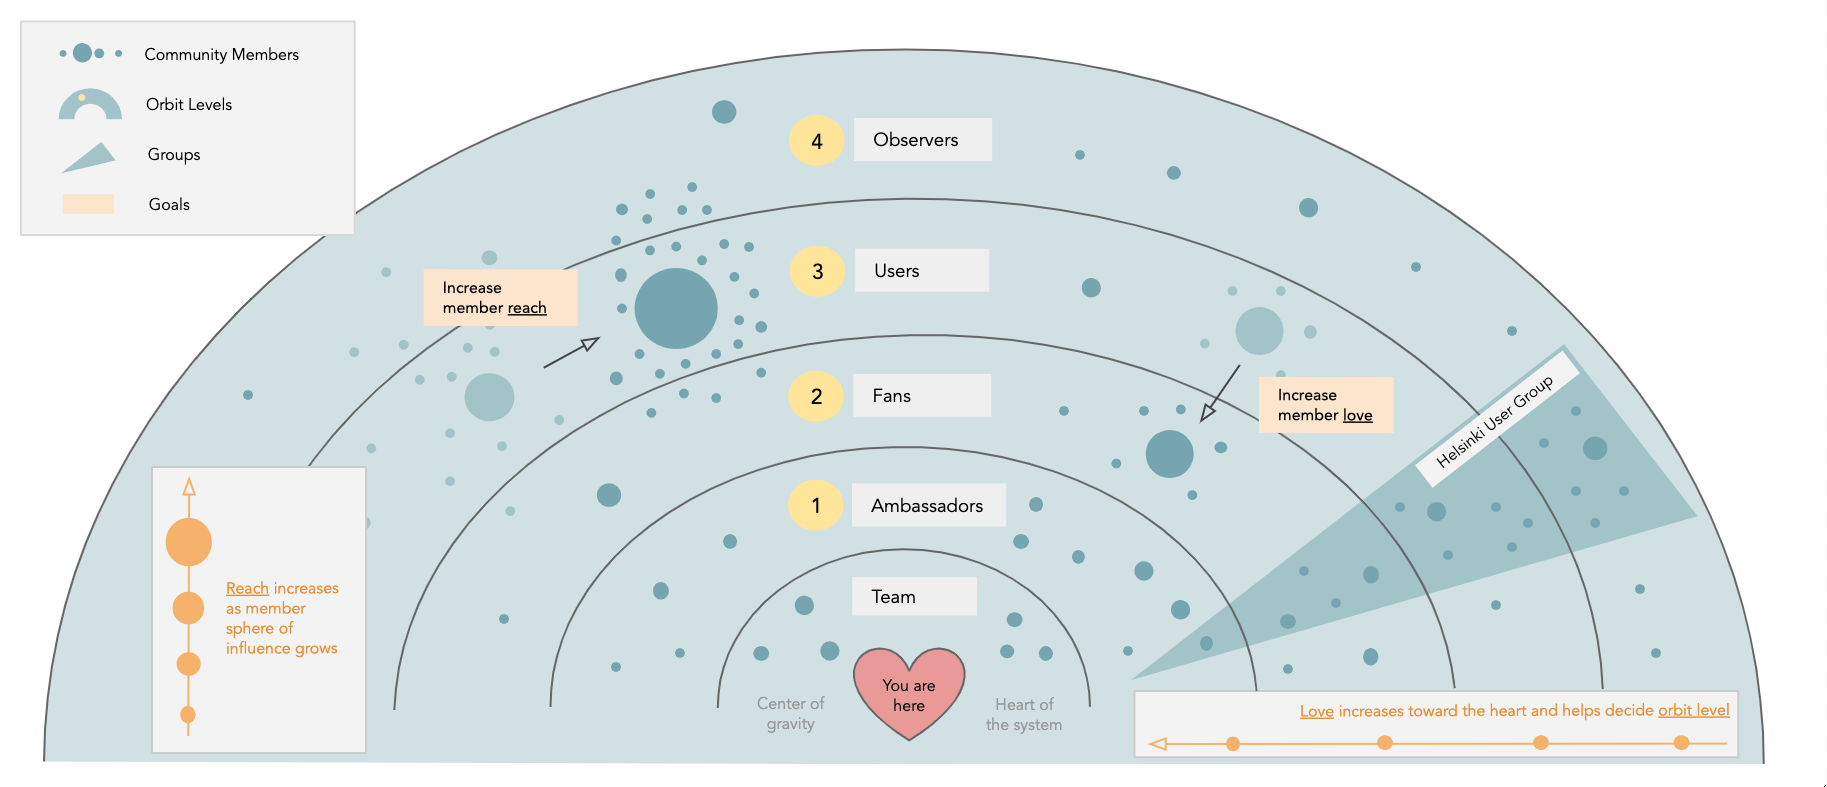 Community Members
Orbit Levels
Groups
Goals
4
Observers
3
Users
Increase
member reach
2
Fans
Increase
member love
Helsinki User Group
1
Ambassadors
Team
Reach increases
as member
sphere of
influence grows
You are
here
Center of
gravity
Heart of
the system
Love increases toward the heart and helps decide orbit level